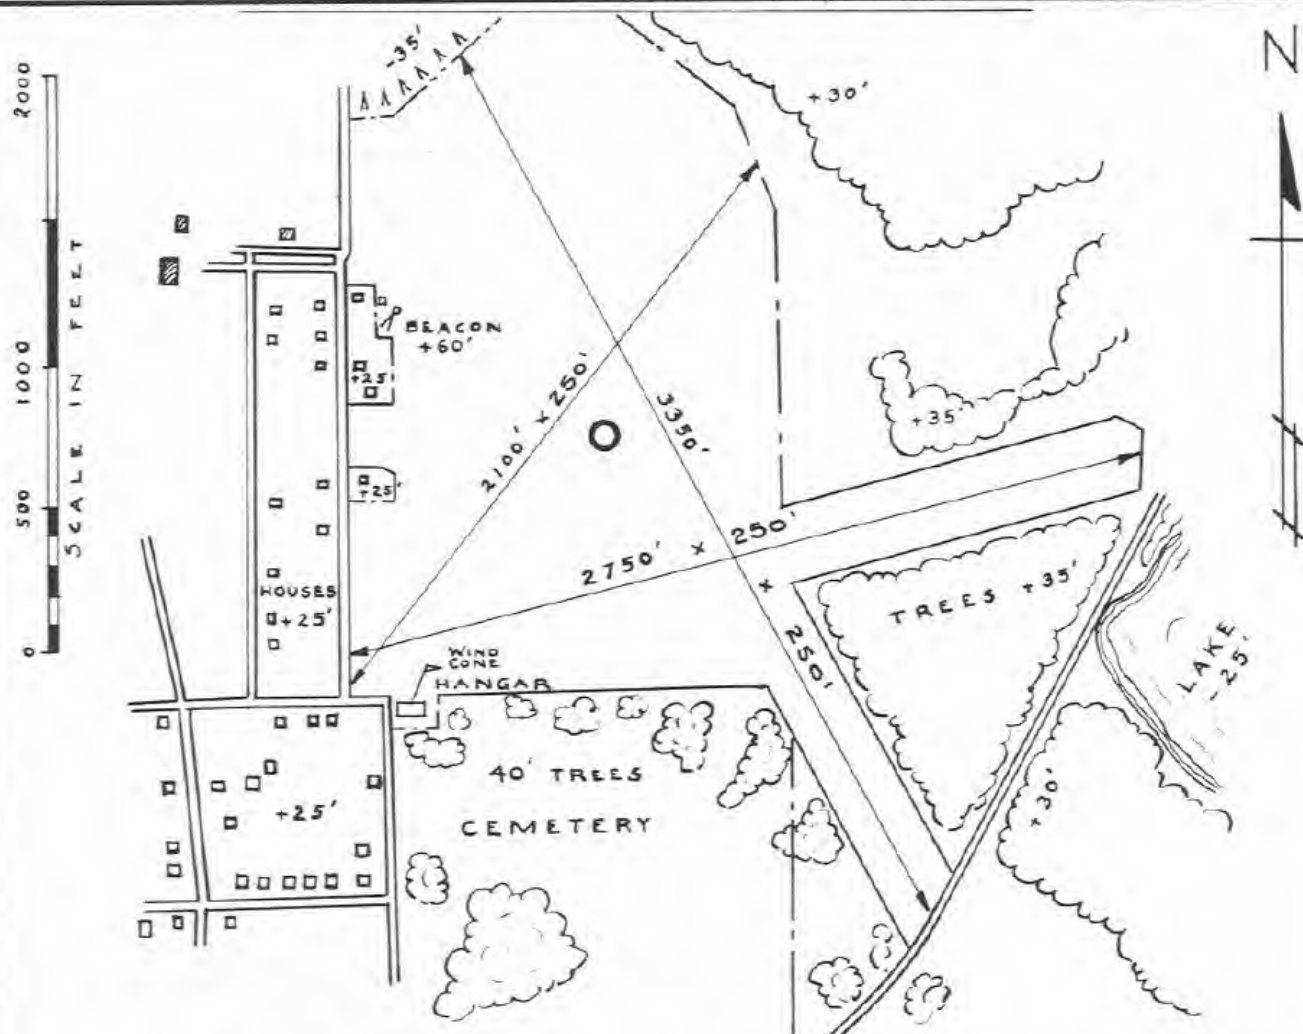 -35'
N
+30'
2000
BEACON
+60'
+25'
1000
SCALE IN FEET
2100' x 250'
3350'
+35'
+25'
500
250'
x
2750'
x
HOUSES
+25'
TREES +35'
250'
0
WIND
CONE
HANGAR
LAKE
-25'
40' TREES
+25'
CEMETERY
+30'